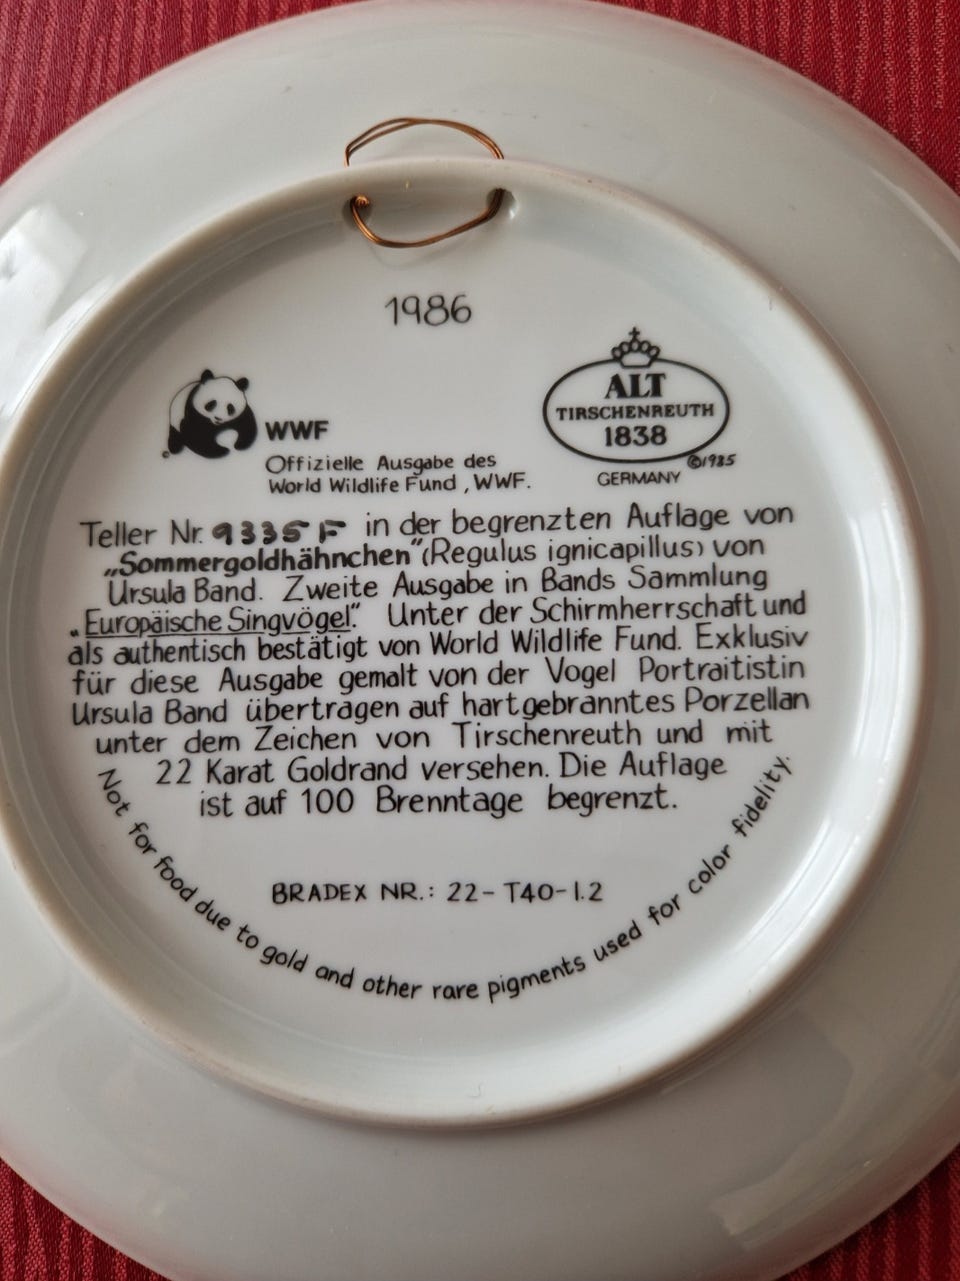 1986
WWF
Offizielle Ausgabe des
World Wildlife Fund, WWF.
ALT
TIRSCHENREUTH
1838
©1985
GERMANY
Teller Nr. 9335F in der begrenzten Auflage von
„Sommergoldhähnchen“ (Regulus ignicapillus) von
Ursula Band. Zweite Ausgabe in Bands Sammlung
„Europäische Singvögel“. Unter der Schirmherrschaft und
als authentisch bestätigt von World Wildlife Fund. Exklusiv
für diese Ausgabe gemalt von der Vogel Portraitistin
Ursula Band übertragen auf hartgebranntes Porzellan
unter dem Zeichen von Tirschenreuth und mit
22 Karat Goldrand versehen. Die Auflage
ist auf 100 Brenntage begrenzt.
BRADEX NR.: 22-T40-1.2
Not for food due to gold and other rare pigments used for color fidelity.